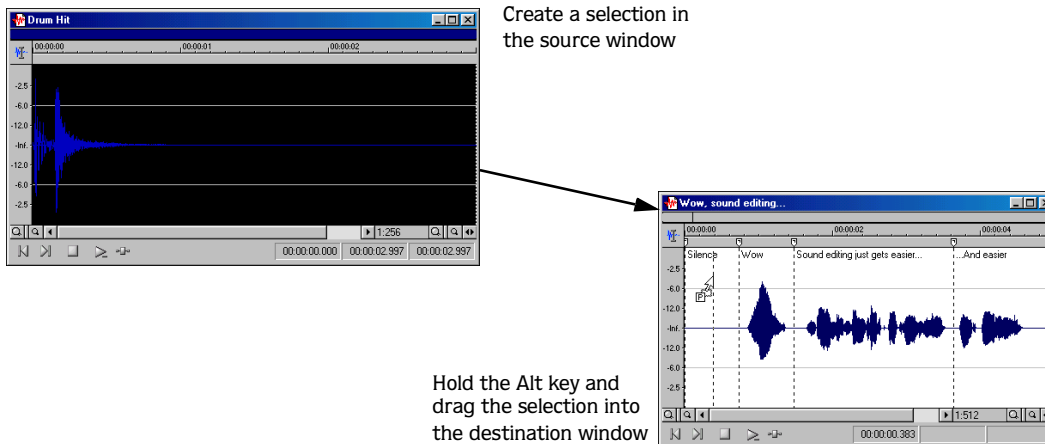 Drum Hit
00:00:00 00:00:01 00:00:02
-2.5
-6.0
-12.0
-Inf.
-12.0
-6.0
-2.5
1:256
00:00:00.000 00:00:02.997 00:00:02.997
Create a selection in
the source window
Wow, sound editing...
00:00:00 00:00:02 00:00:04
Silence Wow Sound editing just gets easier... ...And easier
-2.5
-6.0
-12.0
-Inf.
-12.0
-6.0
-2.5
P
1:512
00:00:00.383
Hold the Alt key and
drag the selection into
the destination window